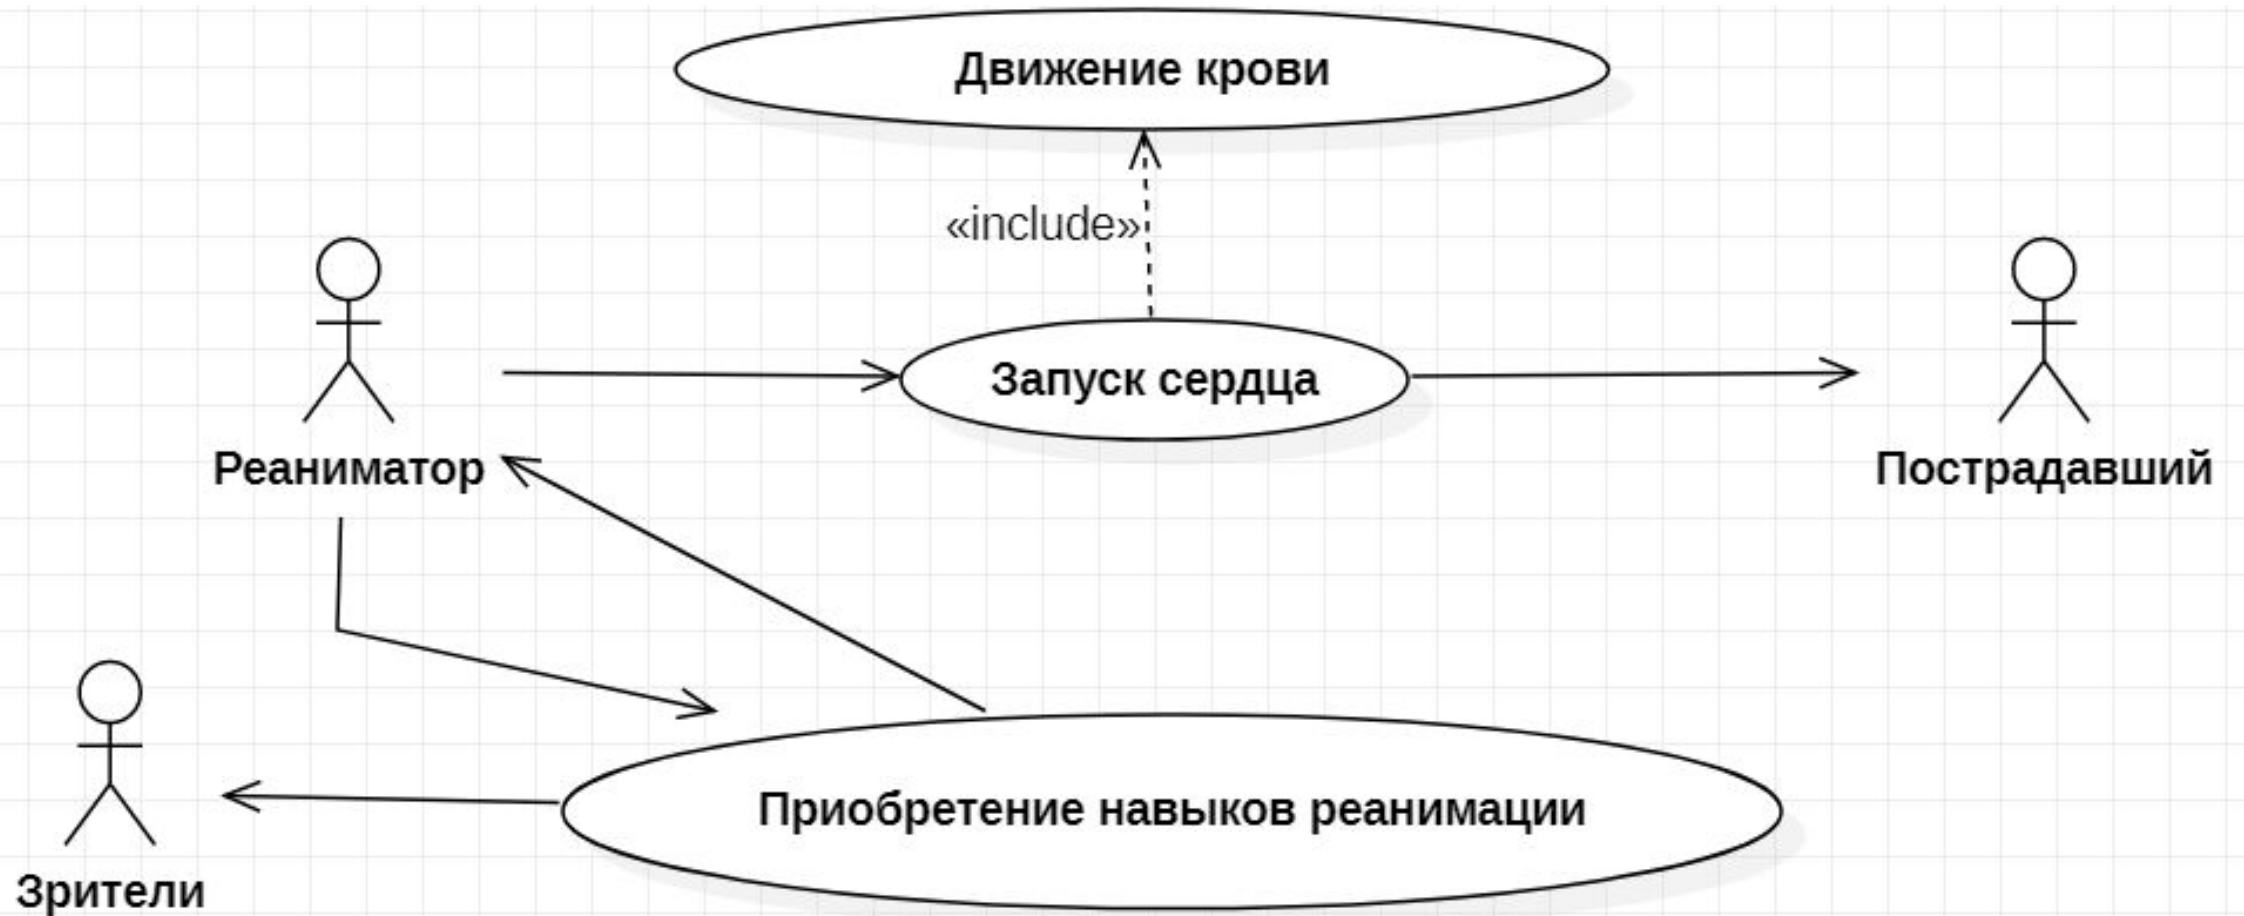 Движение крови
«include»
Запуск сердца
Реаниматор
Пострадавший
Приобретение навыков реанимации
Зрители